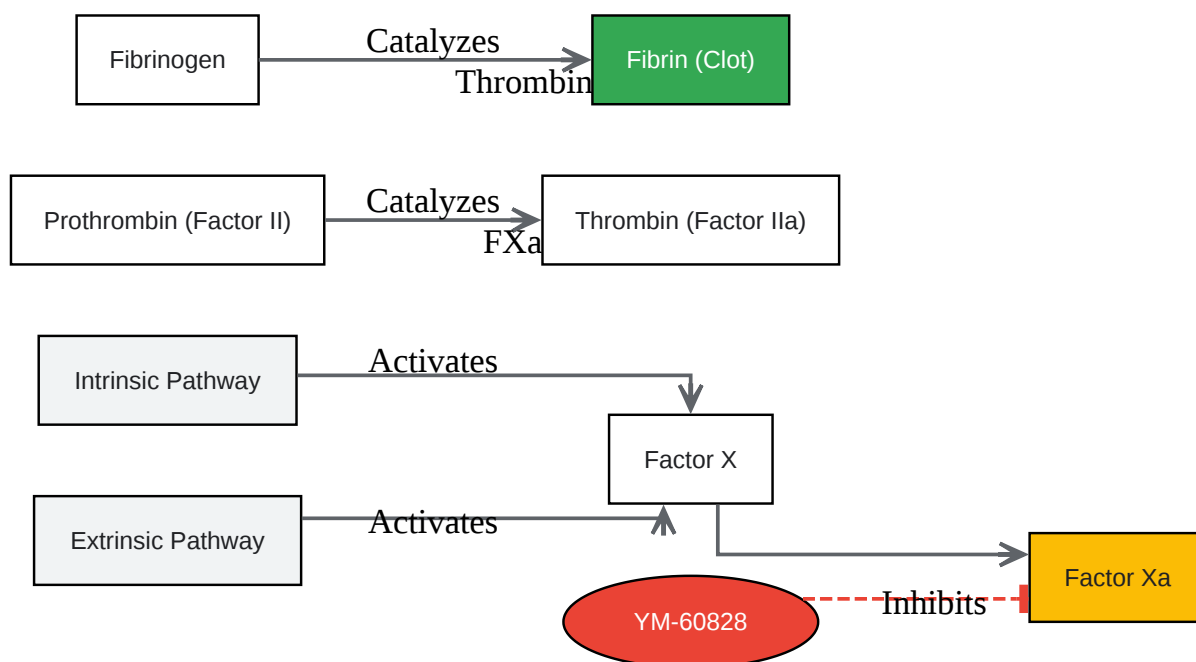 Fibrinogen
Catalyzes
Thrombin
Fibrin (Clot)
Prothrombin (Factor II)
Catalyzes
FXa
Thrombin (Factor IIa)
Intrinsic Pathway
Activates
Factor X
Extrinsic Pathway
Activates
Factor Xa
Inhibits
YM-60828